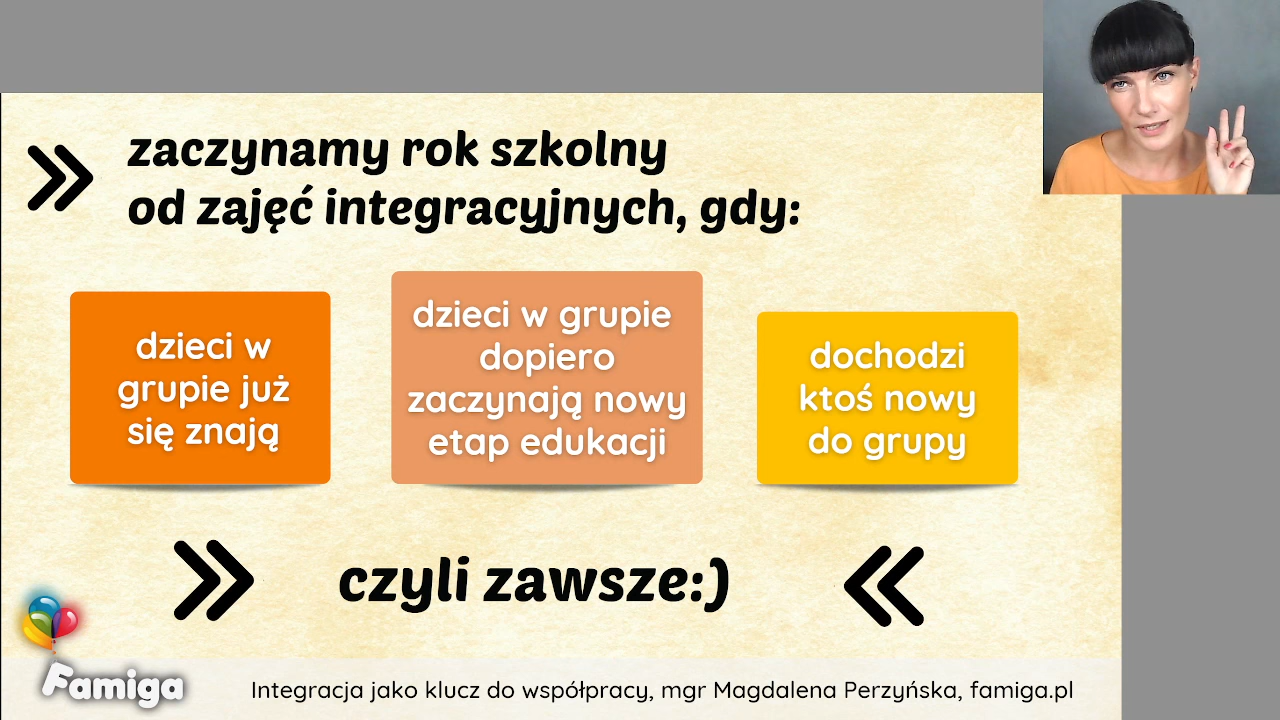 zaczynamy rok szkolny
od zajęć integracyjnych, gdy:
dzieci w
grupie już
się znają
dzieci w grupie
dopiero
zaczynają nowy
etap edukacji
dochodzi
ktoś nowy
do grupy
czyli zawsze:)
Famiga
Integracja jako klucz do współpracy, mgr Magdalena Perzyńska, famiga.pl